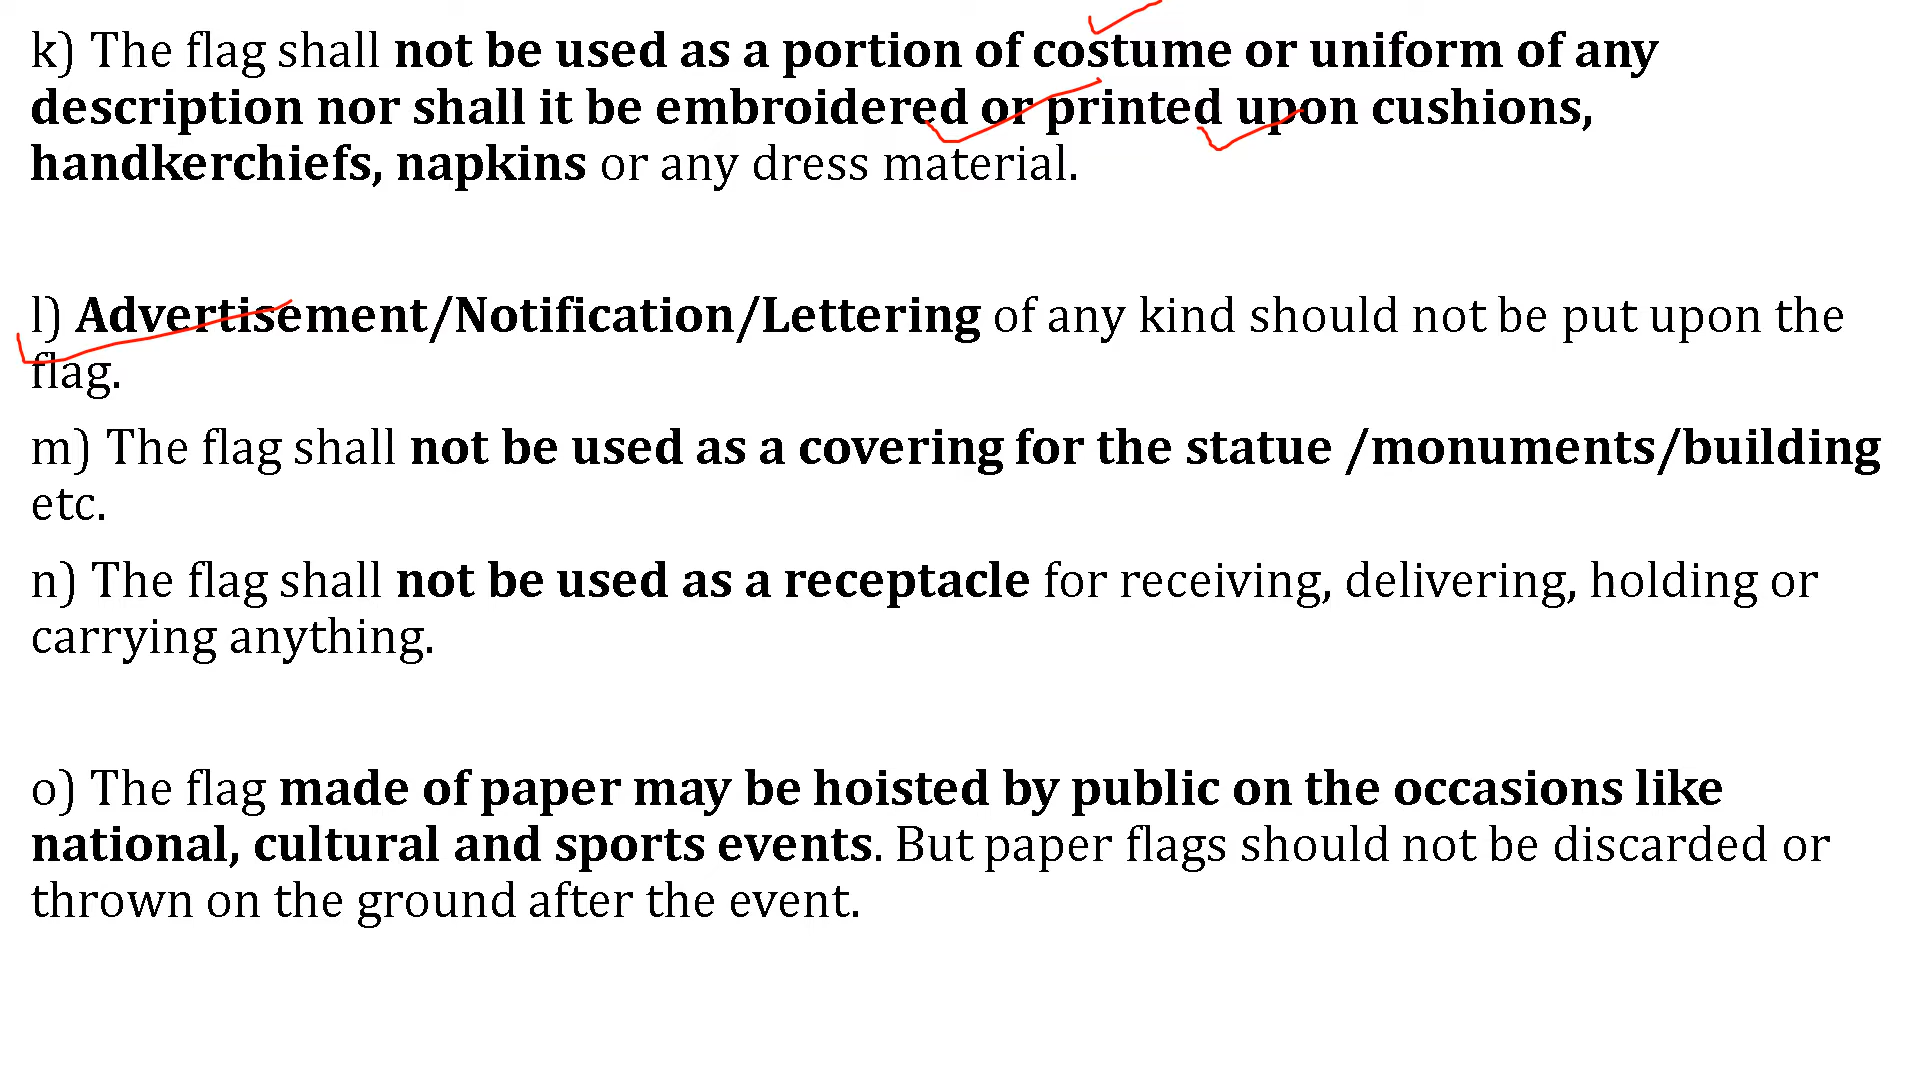 k) The flag shall not be used as a portion of costume or uniform of any
description nor shall it be embroidered or printed upon cushions,
handkerchiefs, napkins or any dress material.
l) Advertisement/Notification/Lettering of any kind should not be put upon the
flag.
m) The flag shall not be used as a covering for the statue /monuments/building
etc.
n) The flag shall not be used as a receptacle for receiving, delivering, holding or
carrying anything.
o) The flag made of paper may be hoisted by public on the occasions like
national, cultural and sports events. But paper flags should not be discarded or
thrown on the ground after the event.